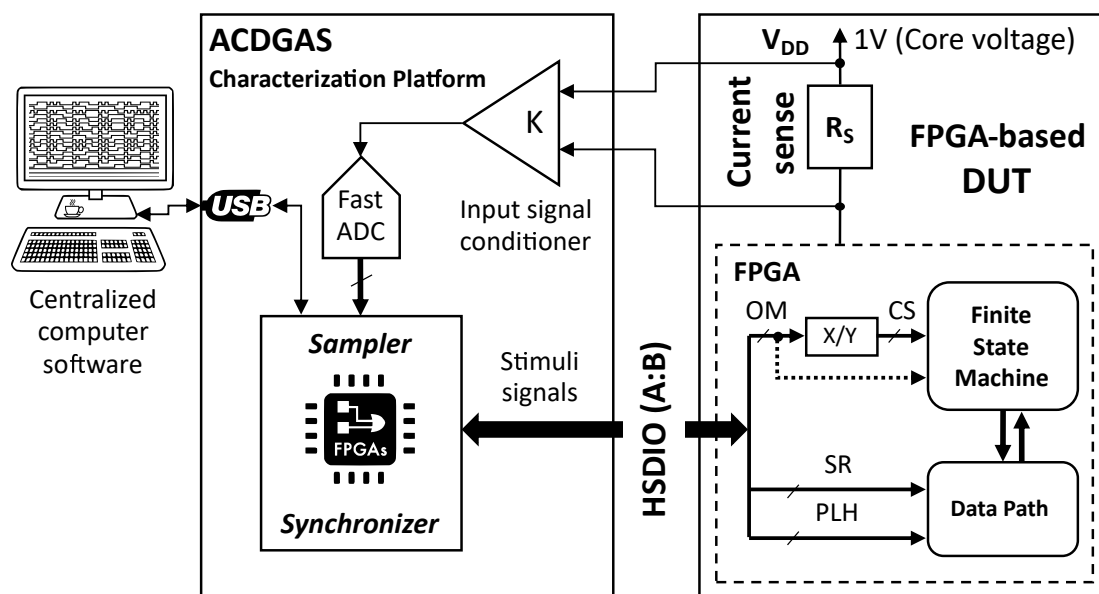 ACDGAS
Characterization Platform
V_DD
1V (Core voltage)
Current
sense
R_S
FPGA-based
DUT
K
USB
Fast
ADC
Input signal
conditioner
Centralized
computer
software
Sampler
FPGAs
Synchronizer
Stimuli
signals
HSDIO (A:B)
FPGA
OM
X/Y
CS
Finite
State
Machine
SR
PLH
Data Path